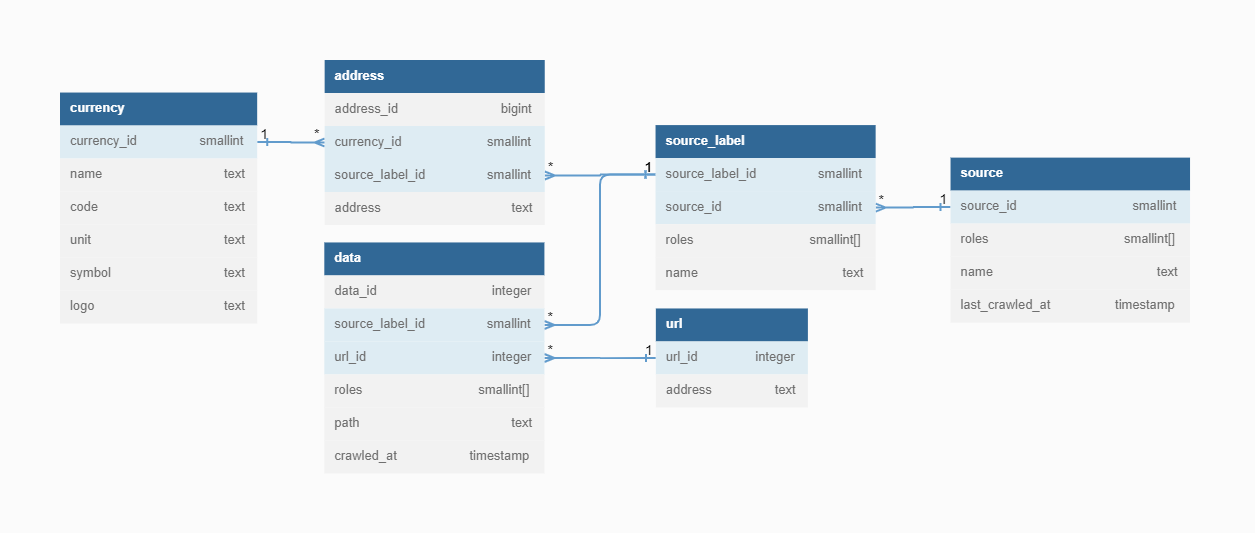 currency
currency_id smallint
name text
code text
unit text
symbol text
logo text
1 *
address
address_id bigint
currency_id smallint
source_label_id smallint
address text
* 1
data
data_id integer
source_label_id smallint
url_id integer
roles smallint[]
path text
crawled_at timestamp
*
* 1
source_label
source_label_id smallint
source_id smallint
roles smallint[]
name text
* 1
url
url_id integer
address text
source
source_id smallint
roles smallint[]
name text
last_crawled_at timestamp